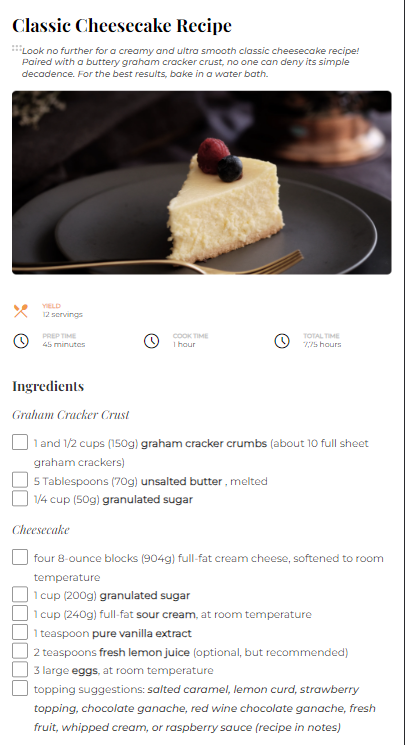 Classic Cheesecake Recipe
Look no further for a creamy and ultra smooth classic cheesecake recipe!
Paired with a buttery graham cracker crust, no one can deny its simple
decadence. For the best results, bake in a water bath.
YIELD
12 servings
PREP TIME
45 minutes
COOK TIME
1 hour
TOTAL TIME
7,75 hours
Ingredients
Graham Cracker Crust
1 and 1/2 cups (150g) graham cracker crumbs (about 10 full sheet
graham crackers)
5 Tablespoons (70g) unsalted butter , melted
1/4 cup (50g) granulated sugar
Cheesecake
four 8-ounce blocks (904g) full-fat cream cheese, softened to room
temperature
1 cup (200g) granulated sugar
1 cup (240g) full-fat sour cream, at room temperature
1 teaspoon pure vanilla extract
2 teaspoons fresh lemon juice (optional, but recommended)
3 large eggs, at room temperature
topping suggestions: salted caramel, lemon curd, strawberry
topping, chocolate ganache, red wine chocolate ganache, fresh
fruit, whipped cream, or raspberry sauce (recipe in notes)